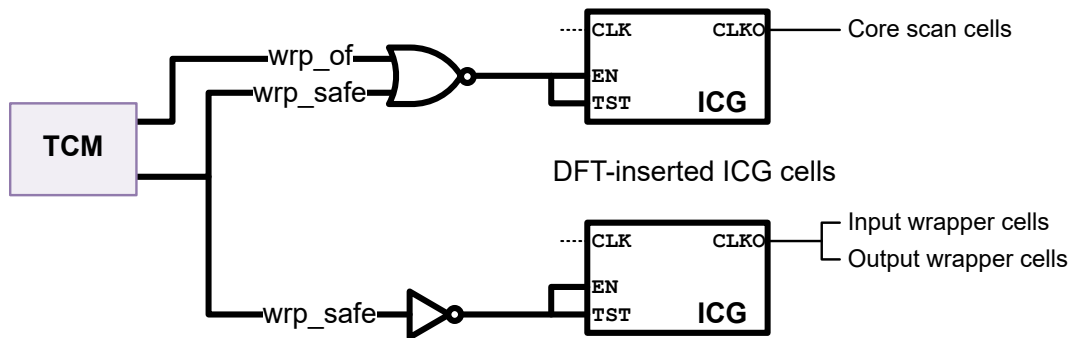 CLK
CLKO
Core scan cells
wrp_of
wrp_safe
EN
TST
ICG
TCM
DFT-inserted ICG cells
CLK
CLKO
Input wrapper cells
Output wrapper cells
EN
wrp_safe
TST
ICG